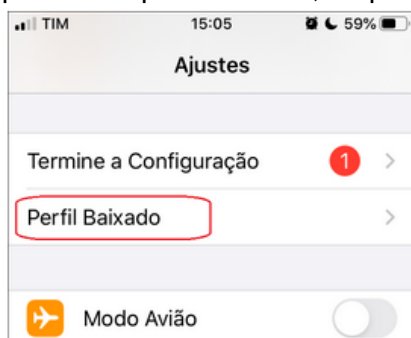 TIM 15:05 59%
Ajustes
Termine a Configuração 1
Perfil Baixado
Modo Avião